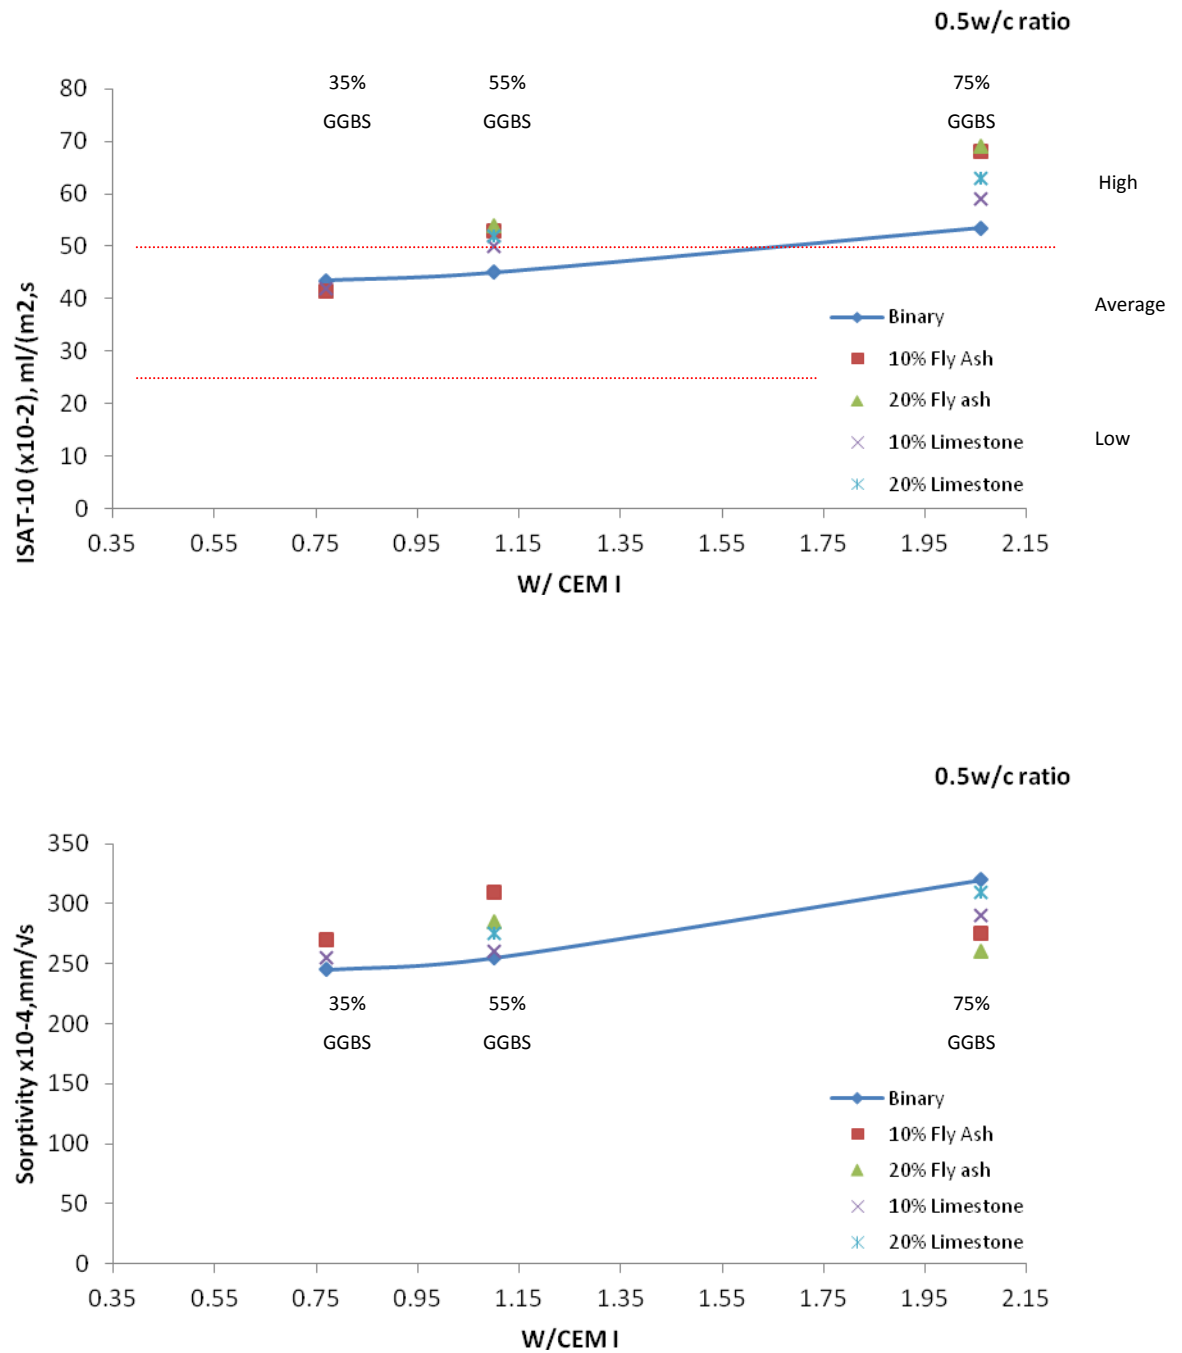 0.5w/c ratio
35% 55% 75%
GGBS GGBS GGBS
80
70
60
50
40
30
20
10
0
ISAT-10 (x10-2), ml/(m2,s
High
Average
Low
Binary
10% Fly Ash
20% Fly ash
10% Limestone
20% Limestone
0.35 0.55 0.75 0.95 1.15 1.35 1.55 1.75 1.95 2.15
W/ CEM I
0.5w/c ratio
350
300
250
200
150
100
50
0
Sorptivity x10-4,mm/√s
35% 55% 75%
GGBS GGBS GGBS
Binary
10% Fly Ash
20% Fly ash
10% Limestone
20% Limestone
0.35 0.55 0.75 0.95 1.15 1.35 1.55 1.75 1.95 2.15
W/CEM I